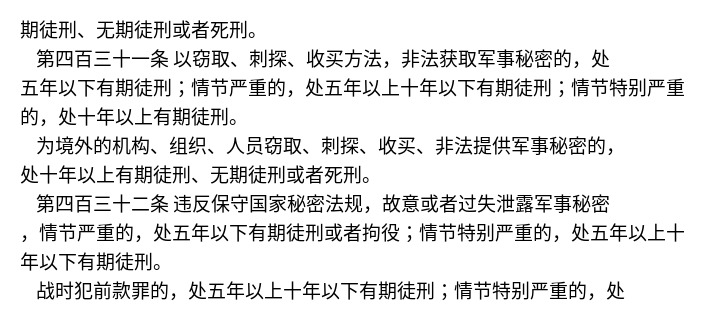 期徒刑、无期徒刑或者死刑。
第四百三十一条 以窃取、刺探、收买方法，非法获取军事秘密的，处
五年以下有期徒刑；情节严重的，处五年以上十年以下有期徒刑；情节特别严重
的，处十年以上有期徒刑。
为境外的机构、组织、人员窃取、刺探、收买、非法提供军事秘密的，
处十年以上有期徒刑、无期徒刑或者死刑。
第四百三十二条 违反保守国家秘密法规，故意或者过失泄露军事秘密
，情节严重的，处五年以下有期徒刑或者拘役；情节特别严重的，处五年以上十
年以下有期徒刑。
战时犯前款罪的，处五年以上十年以下有期徒刑；情节特别严重的，处